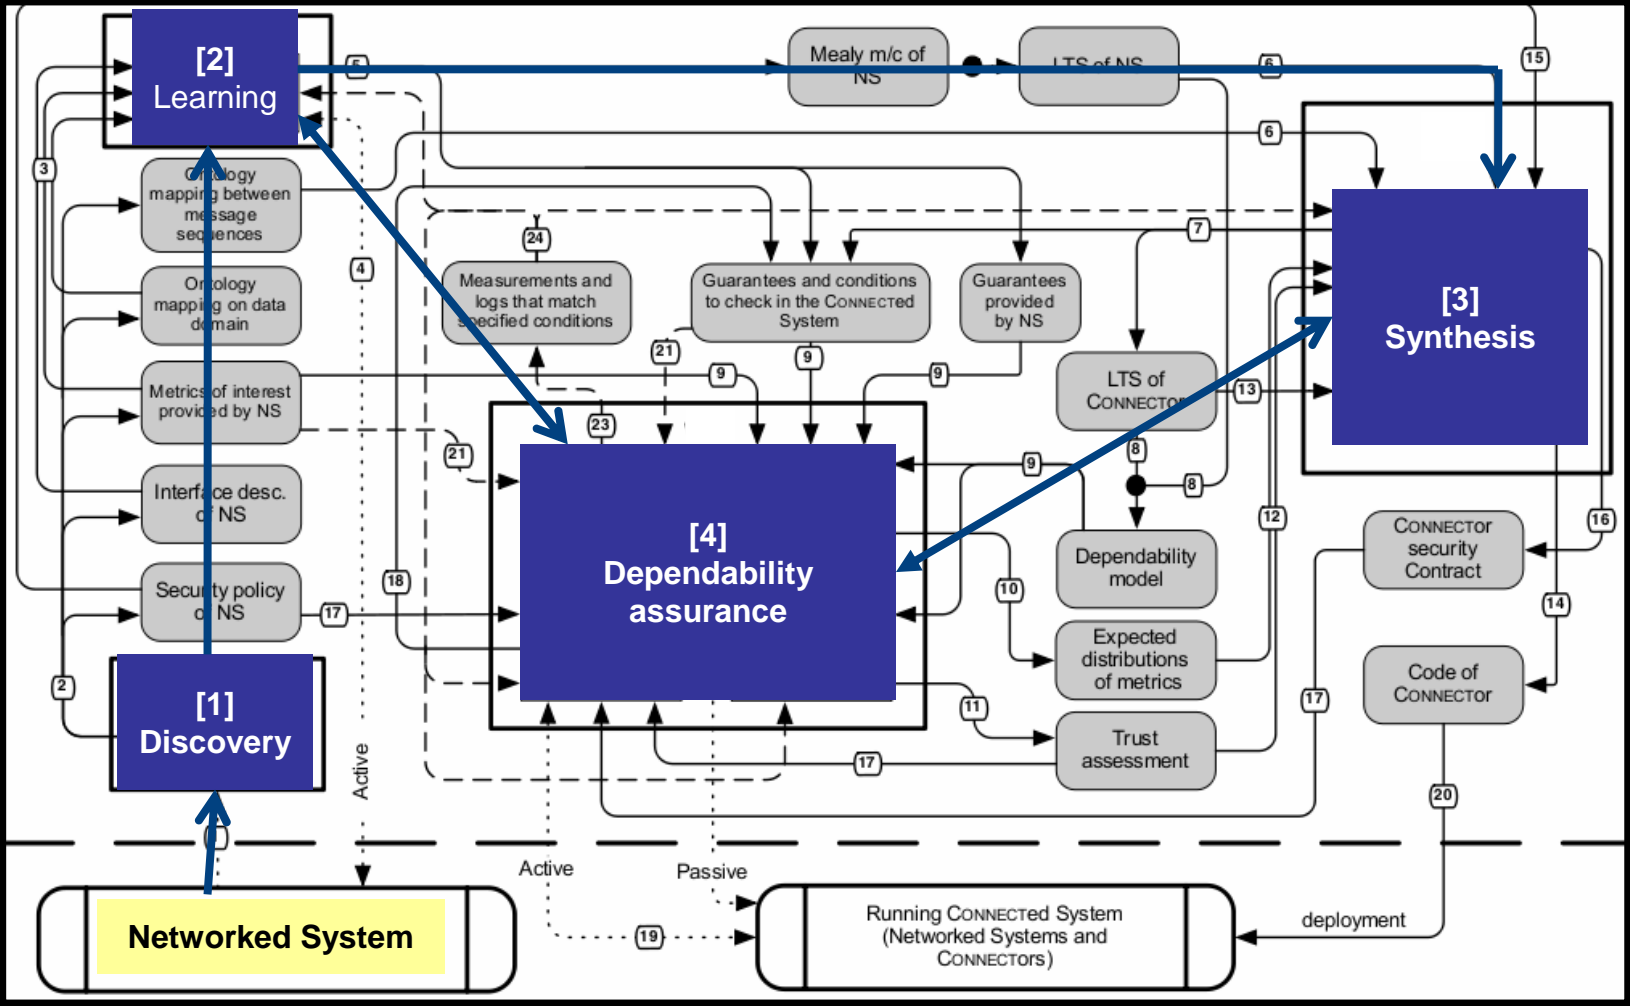 [2]
Learning
5
Mealy m/c of
NS
LTS of NS
6
15
6
3
Ontology
mapping between
message
sequences
24
7
4
Ontology
mapping on data
domain
Measurements and
logs that match
specified conditions
Guarantees and conditions
to check in the CONNECTed
System
Guarantees
provided
by NS
[3]
Synthesis
21
9
9
9
Metrics of interest
provided by NS
LTS of
CONNECTOR
13
23
21
8
9
8
Interface desc.
of NS
12
16
[4]
Dependability
assurance
CONNECTor
security
Contract
Dependability
model
18
10
Security policy
of NS
17
14
Expected
distributions
of metrics
Code of
CONNECTOR
2
17
11
[1]
Discovery
Trust
assessment
17
Active
20
Active
Passive
Networked System
19
Running CONNECTed System
(Networked Systems and
CONNECTors)
deployment